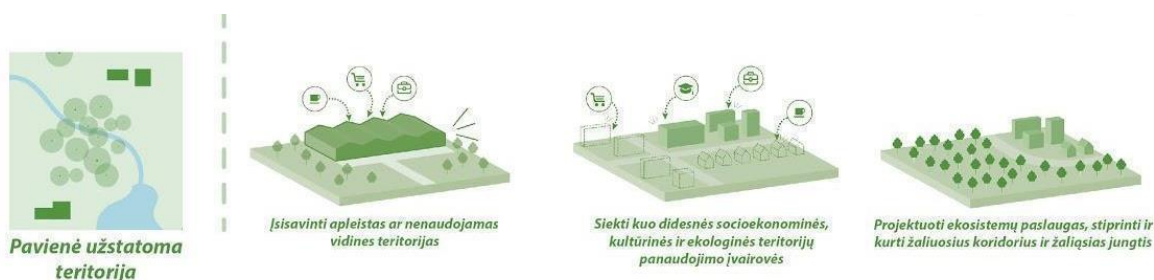 Pavienė užstatoma
teritorija
Įsisavinti apleistas ar nenaudojamas
vidines teritorijas
Siekti kuo didesnės socioekonominės,
kultūrinės ir ekologinės teritorijų
panaudojimo įvairovės
Projektuoti ekosistemų paslaugas, stiprinti ir
kurti žaliuosius koridorius ir žaliąsias jungtis